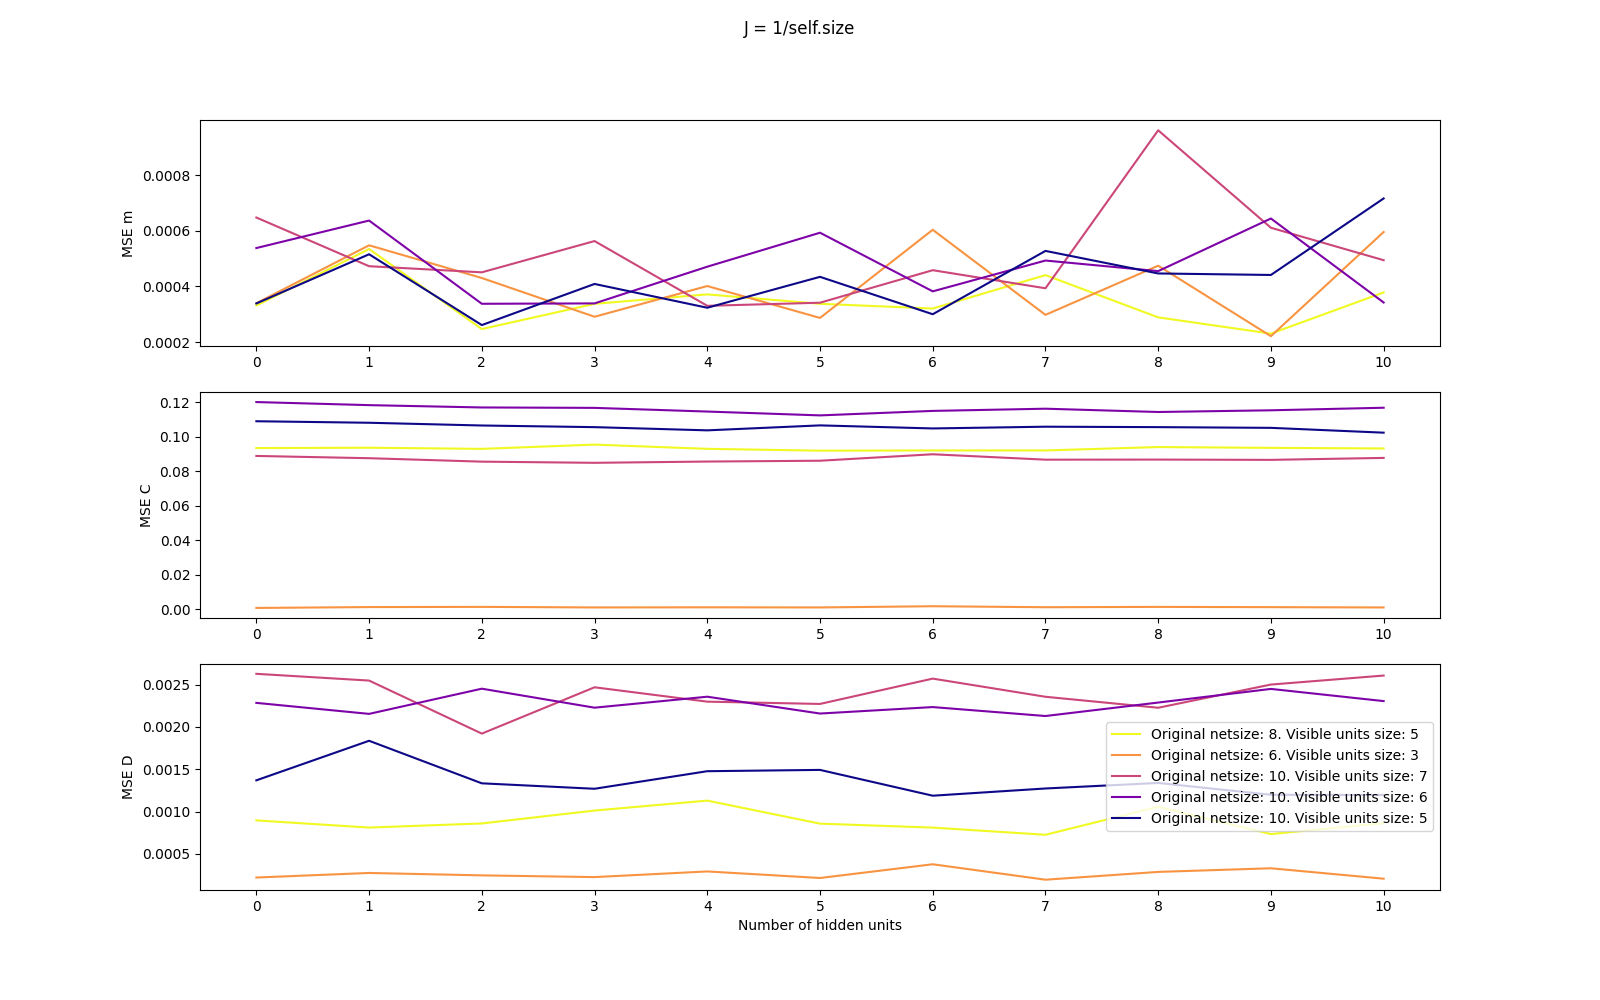 J = 1/self.size
MSE m
0.0008
0.0006
0.0004
0.0002
0 1 2 3 4 5 6 7 8 9 10
MSE C
0.12
0.10
0.08
0.06
0.04
0.02
0.00
0 1 2 3 4 5 6 7 8 9 10
MSE D
0.0025
0.0020
0.0015
0.0010
0.0005
Original netsize: 8. Visible units size: 5
Original netsize: 6. Visible units size: 3
Original netsize: 10. Visible units size: 7
Original netsize: 10. Visible units size: 6
Original netsize: 10. Visible units size: 5
0 1 2 3 4 5 6 7 8 9 10
Number of hidden units